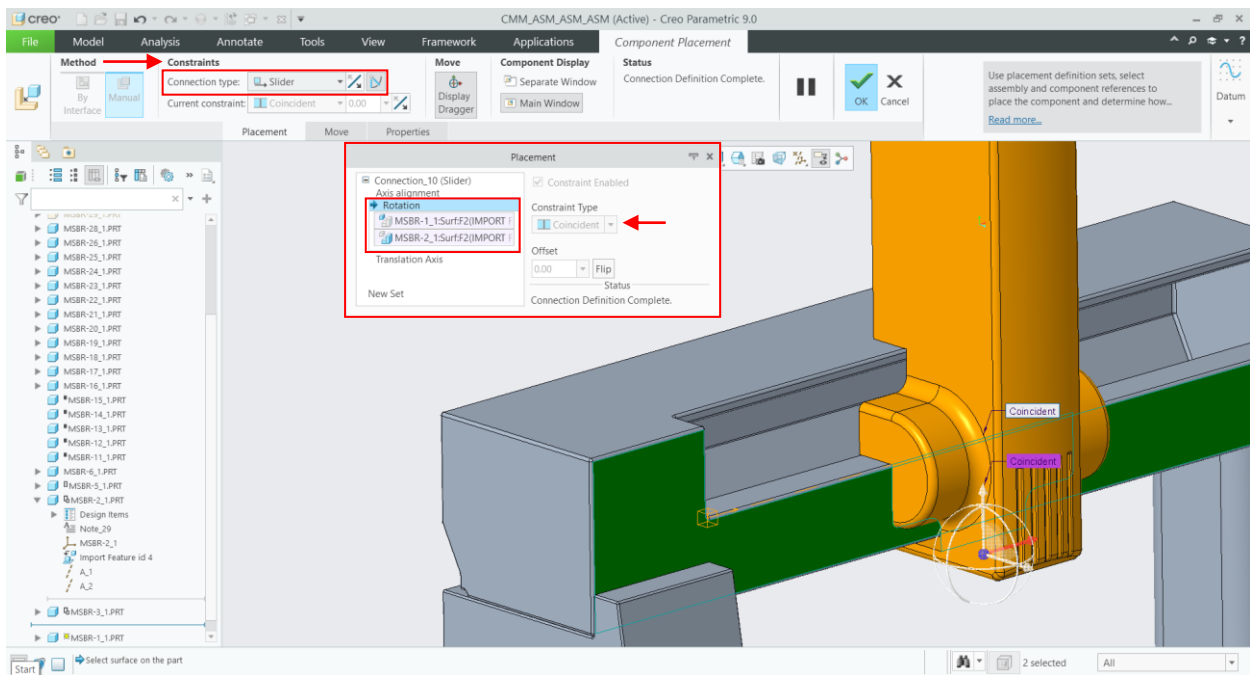 creo®
CMM_ASM_ASM_ASM (Active) - Creo Parametric 9.0
File Model Analysis Annotate Tools View Framework Applications Component Placement
Method Constraints Move Component Display Status
By Interface
Manual
Connection type: Slider
Current constraint: Coincident 0.00
Display Dragger
Separate Window
Main Window
Connection Definition Complete.
OK Cancel
Use placement definition sets, select
assembly and component references to
place the component and determine how...
Read more...
Datum
Placement Move Properties
Placement
Connection_10 (Slider)
Axis alignment
Rotation
MSBR-1_1:Surf:F2(IMPORT F
MSBR-2_1:Surf:F2(IMPORT F
Translation Axis
New Set
Constraint Enabled
Constraint Type
Coincident
Offset
0.00 Flip
Status
Connection Definition Complete.
MSBR-29_1.PRT
MSBR-28_1.PRT
MSBR-26_1.PRT
MSBR-25_1.PRT
MSBR-24_1.PRT
MSBR-23_1.PRT
MSBR-22_1.PRT
MSBR-21_1.PRT
MSBR-20_1.PRT
MSBR-19_1.PRT
MSBR-18_1.PRT
MSBR-17_1.PRT
MSBR-16_1.PRT
MSBR-15_1.PRT
MSBR-14_1.PRT
MSBR-13_1.PRT
MSBR-12_1.PRT
MSBR-11_1.PRT
MSBR-6_1.PRT
MSBR-5_1.PRT
MSBR-2_1.PRT
Design Items
Note_29
MSBR-2_1
Import Feature id 4
A_1
A_2
MSBR-3_1.PRT
MSBR-1_1.PRT
Coincident
Coincident
Start
Select surface on the part
2 selected
All